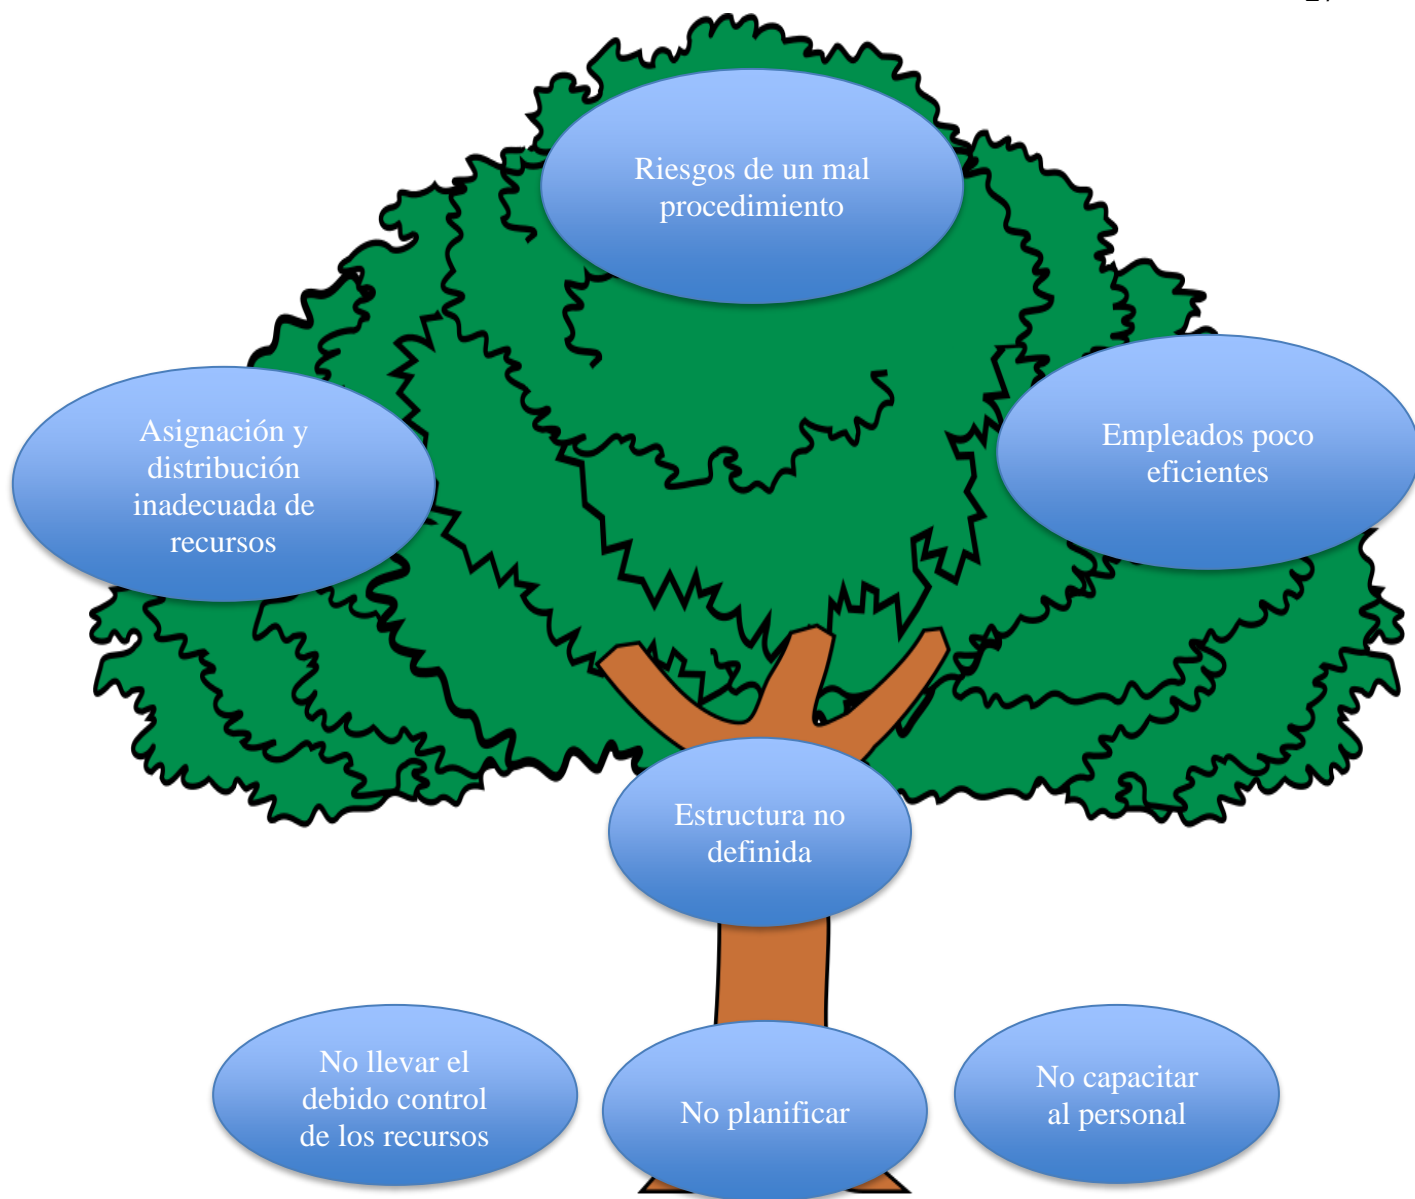 Riesgos de un mal
procedimiento
Asignación y
distribución
inadecuada de
recursos
Empleados poco
eficientes
Estructura no
definida
No llevar el
debido control
de los recursos
No planificar
No capacitar
al personal